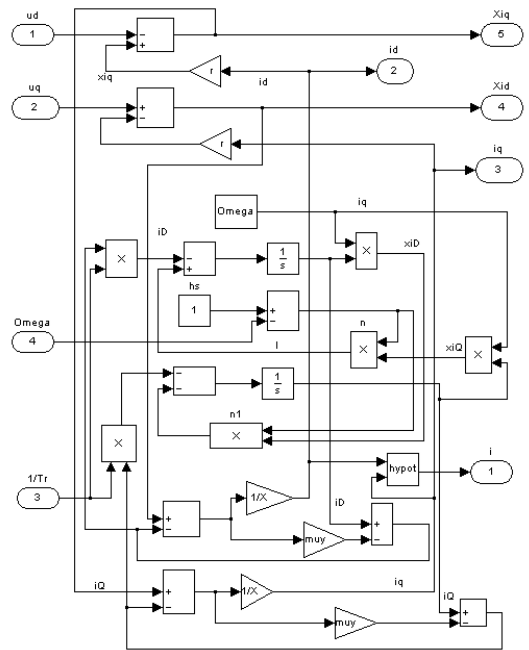 ud
1
- +
Xiq
5
xiq
r
id
id
2
uq
2
+ -
Xid
4
r
iq
3
Omega
iq
iD
×
- +
1
s
×
xiD
hs
1
+ -
n
×
Omega
4
I
xiQ
×
- -
1
s
n1
×
×
1/Tr
3
hypot
i
1
1/X
iD
+ -
muy
+ -
iQ
+ -
1/X
iq
iQ
muy
+ -